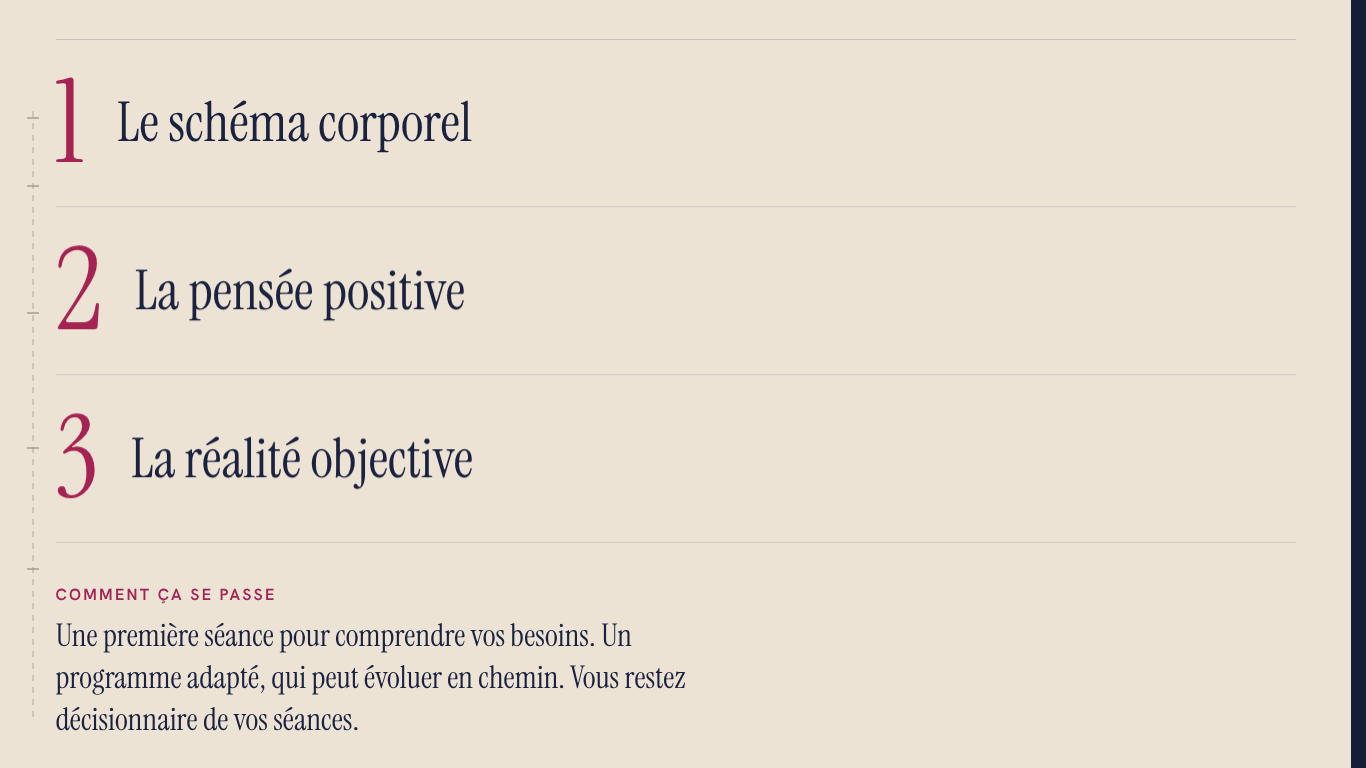 1 Le schéma corporel
2 La pensée positive
3 La réalité objective
COMMENT ÇA SE PASSE
Une première séance pour comprendre vos besoins. Un
programme adapté, qui peut évoluer en chemin. Vous restez
décisionnaire de vos séances.